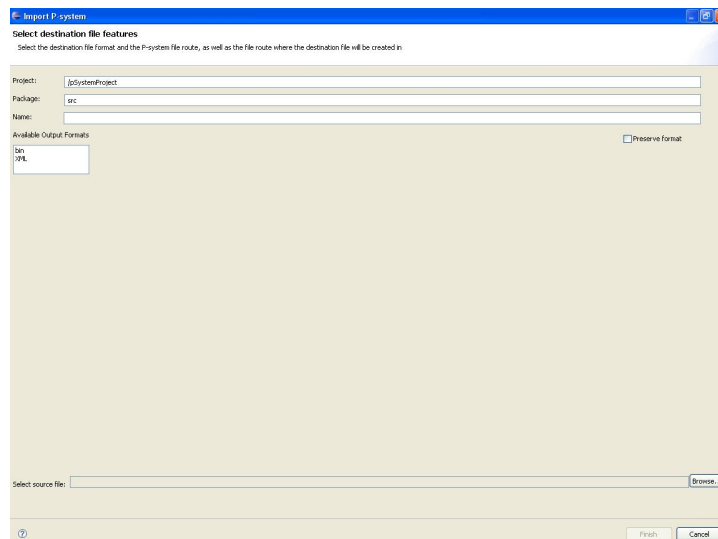 Import P-system
Select destination file features
Select the destination file format and the P-system file route, as well as the file route where the destination file will be created in
Project: /pSystemProject
Package: src
Name:
Available Output Formats
Preserve format
bin
XML
Select source file: Browse..
? Finish Cancel